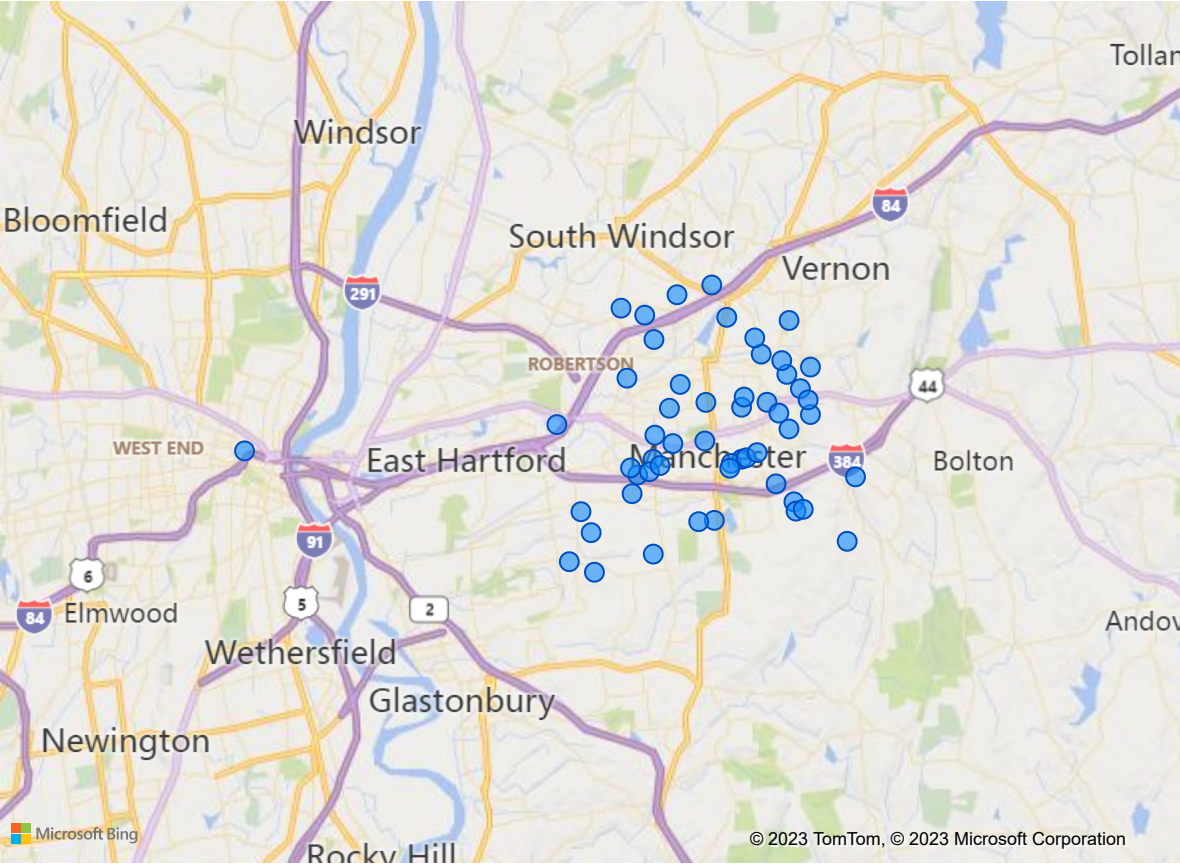 Tollan
Windsor
84
Bloomfield
South Windsor
Vernon
291
ROBERTSON
44
WEST END
East Hartford
Manchester
384
Bolton
91
6
5
2
84
Elmwood
Andov
Wethersfield
Glastonbury
Newington
Microsoft Bing
© 2023 TomTom, © 2023 Microsoft Corporation
Rocky Hill